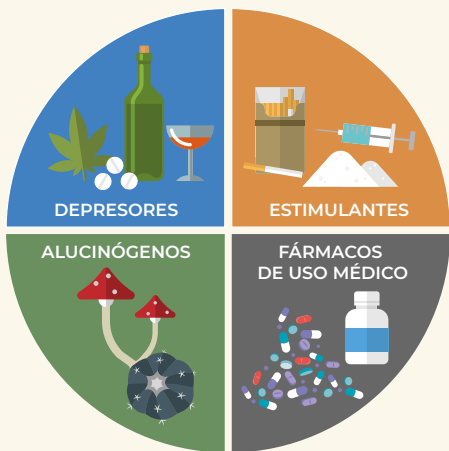 DEPRESORES
ESTIMULANTES
ALUCINÓGENOS
FÁRMACOS
DE USO MÉDICO